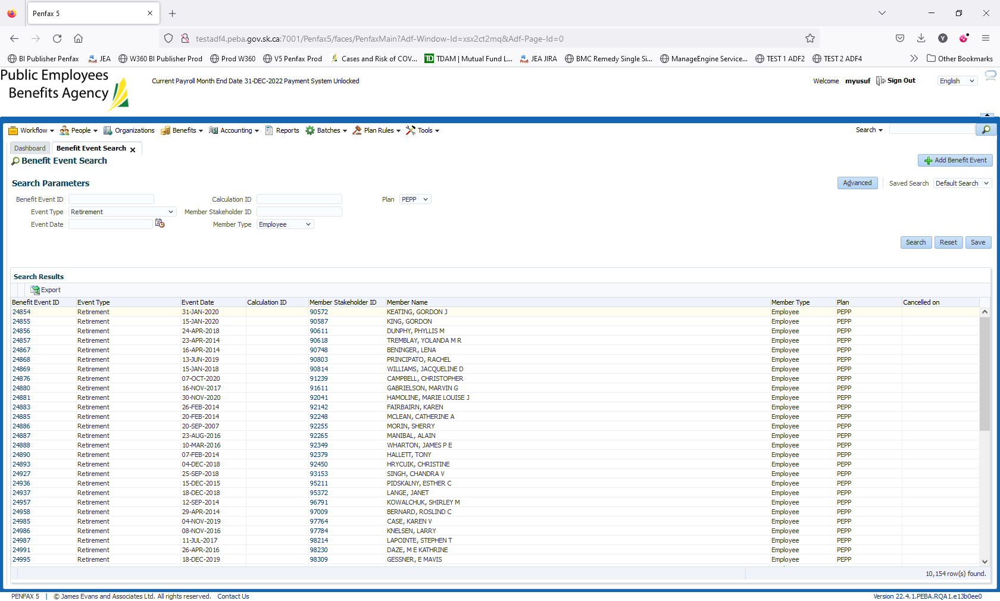 Penfax 5
testadf4.peba.gov.sk.ca:7001/Penfax5/faces/PenfaxMain?Adf-Window-Id=xsx2ct2mq&Adf-Page-Id=0
BI Publisher Penfax JEA W360 BI Publisher Prod Prod W360 V5 Penfax Prod Cases and Risk of COV... TD TDAM | Mutual Fund L... JEA JIRA BMC Remedy Single Si... ManageEngine Service... TEST 1 ADF2 TEST 2 ADF4 Other Bookmarks
Public Employees
Benefits Agency
Current Payroll Month End Date 31-DEC-2022 Payment System Unlocked
Welcome myusuf Sign Out English
Workflow People Organizations Benefits Accounting Reports Batches Plan Rules Tools Search
Dashboard Benefit Event Search
Benefit Event Search Add Benefit Event
Search Parameters Advanced Saved Search Default Search
Benefit Event ID Calculation ID Plan PEPP
Event Type Retirement Member Stakeholder ID
Event Date Member Type Employee
Search Reset Save
Search Results
Export
Benefit Event ID Event Type Event Date Calculation ID Member Stakeholder ID Member Name Member Type Plan Cancelled on
24854 Retirement 31-JAN-2020 90572 KEATING, GORDON J Employee PEPP
24855 Retirement 15-JAN-2020 90587 KING, GORDON Employee PEPP
24856 Retirement 24-APR-2018 90611 DUNPHY, PHYLLIS M Employee PEPP
24857 Retirement 23-APR-2014 90618 TREMBLAY, YOLANDA M R Employee PEPP
24867 Retirement 16-APR-2014 90748 BENINGER, LENA Employee PEPP
24868 Retirement 13-JUN-2019 90803 PRINCIPATO, RACHEL Employee PEPP
24869 Retirement 15-JAN-2018 90814 WILLIAMS, JACQUELINE D Employee PEPP
24876 Retirement 07-OCT-2020 91239 CAMPBELL, CHRISTOPHER Employee PEPP
24880 Retirement 16-NOV-2017 91611 GABRIELSON, MARVIN G Employee PEPP
24881 Retirement 30-NOV-2020 92041 HAMOLINE, MARIE LOUISE J Employee PEPP
24883 Retirement 26-FEB-2014 92142 FAIRBAIRN, KAREN Employee PEPP
24885 Retirement 20-FEB-2014 92248 MCLEAN, CATHERINE A Employee PEPP
24886 Retirement 20-SEP-2007 92255 MORIN, SHERRY Employee PEPP
24887 Retirement 23-AUG-2016 92265 MANIBAL, ALAIN Employee PEPP
24888 Retirement 10-MAR-2016 92349 WHARTON, JAMES P E Employee PEPP
24890 Retirement 07-FEB-2014 92379 HALLETT, TONY Employee PEPP
24893 Retirement 04-DEC-2018 92450 HRYCUIK, CHRISTINE Employee PEPP
24927 Retirement 25-SEP-2018 93153 SINGH, CHANDRA V Employee PEPP
24936 Retirement 15-DEC-2015 95211 PIDSKALNY, ESTHER C Employee PEPP
24937 Retirement 18-DEC-2018 95372 LANGE, JANET Employee PEPP
24957 Retirement 12-SEP-2014 96791 KOWALCHUK, SHIRLEY M Employee PEPP
24958 Retirement 29-APR-2014 97009 BERNARD, ROSLIND C Employee PEPP
24985 Retirement 04-NOV-2019 97764 CASE, KAREN V Employee PEPP
24986 Retirement 08-NOV-2016 97784 KNELSEN, LARRY Employee PEPP
24987 Retirement 11-JUL-2017 98214 LAPOINTE, STEPHEN T Employee PEPP
24991 Retirement 26-APR-2016 98230 DAZE, M E KATHRINE Employee PEPP
24995 Retirement 18-DEC-2019 98309 GESSNER, E MAVIS Employee PEPP
10,154 row(s) found.
PENFAX 5 | © James Evans and Associates Ltd. All rights reserved. Contact Us Version 22.4.1.PEBA.RQA1.e13b0ee0